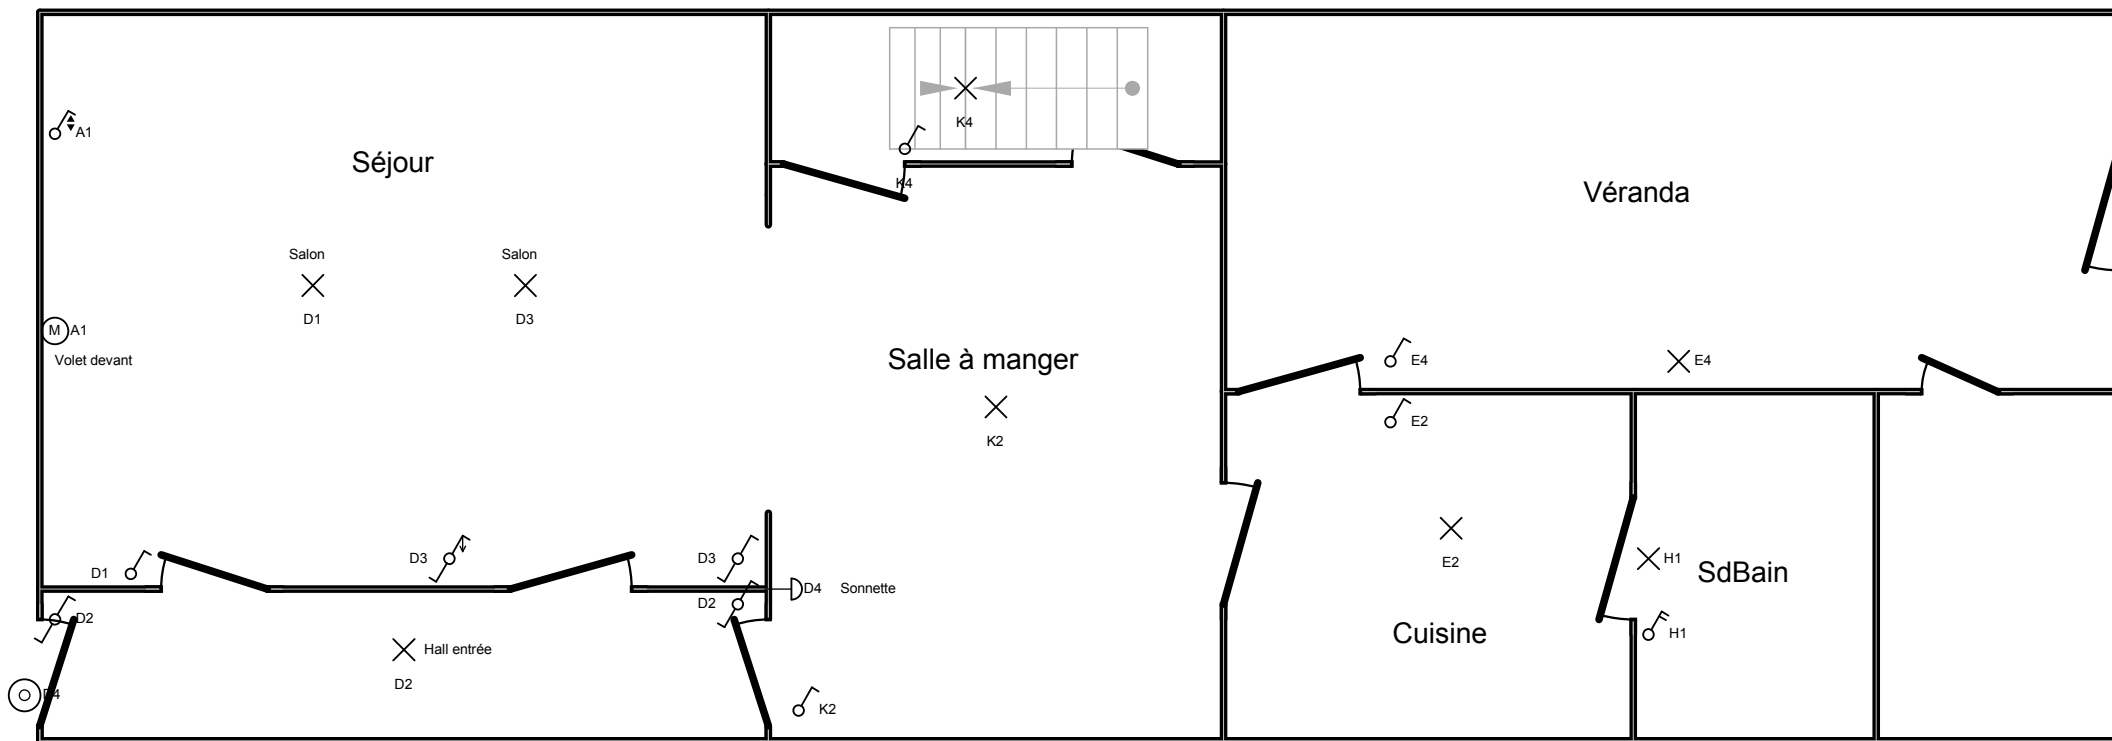 K4
A1
Séjour
K4
Véranda
Salon
Salon
D1
D3
M
A1
Volet devant
Salle à manger
E4
E4
E2
K2
D3
D3
D1
E2
H1
SdBain
D4
Sonnette
D2
D2
Cuisine
H1
Hall entrée
D2
D4
K2